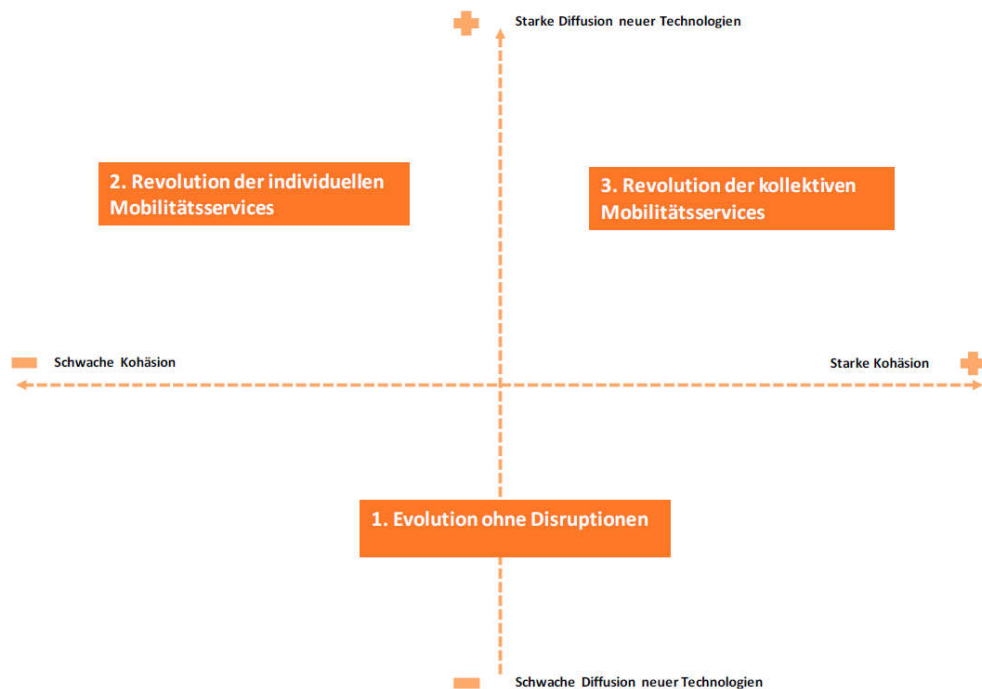 Starke Diffusion neuer Technologien
2. Revolution der individuellen
Mobilitätsservices
3. Revolution der kollektiven
Mobilitätsservices
Schwache Kohäsion
Starke Kohäsion
1. Evolution ohne Disruptionen
Schwache Diffusion neuer Technologien